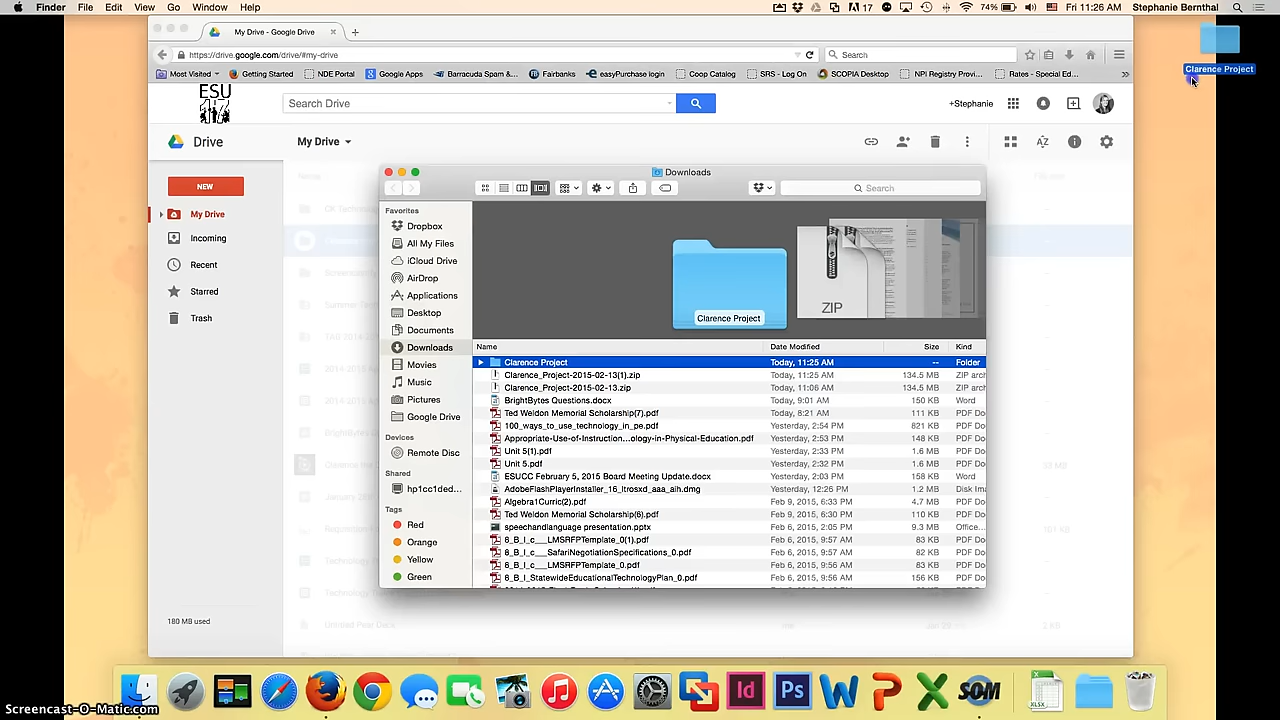 Finder File Edit View Go Window Help
17 74% Fri 11:26 AM Stephanie Bernthal
My Drive - Google Drive
https://drive.google.com/drive/#my-drive
Search
Most Visited Getting Started NDE Portal Google Apps Barracuda Spam &... Fairbanks easyPurchase login Coop Catalog SRS Log On SCOPIA Desktop NPI Registry Provi... Rates - Special Ed...
Clarence Project
ESU
Search Drive
+Stephanie
Drive
My Drive
NEW
My Drive
Incoming
Recent
Starred
Trash
180 MB used
Downloads
Search
Favorites
Dropbox
All My Files
iCloud Drive
AirDrop
Applications
Desktop
Documents
Downloads
Movies
Music
Pictures
Google Drive
Devices
Remote Disc
Shared
hp1cc1ded...
Tags
Red
Orange
Yellow
Green
Clarence Project
ZIP
Name Date Modified Size Kind
Clarence Project Today, 11:25 AM -- Folder
Clarence_Project-2015-02-13(1).zip Today, 11:25 AM 134.5 MB ZIP arch
Clarence_Project-2015-02-13.zip Today, 11:06 AM 134.5 MB ZIP arch
BrightBytes Questions.docx Today, 9:01 AM 150 KB Word
Ted Weldon Memorial Scholarship(7).pdf Today, 8:21 AM 111 KB PDF Do
100_ways_to_use_technology_in_pe.pdf Yesterday, 2:54 PM 821 KB PDF Do
Appropriate-Use-of-Instruction...ology-in-Physical-Education.pdf Yesterday, 2:53 PM 148 KB PDF Do
Unit 5(1).pdf Yesterday, 2:33 PM 1.6 MB PDF Do
Unit 5.pdf Yesterday, 2:32 PM 1.6 MB PDF Do
ESUCC February 5, 2015 Board Meeting Update.docx Yesterday, 2:03 PM 158 KB Word
AdobeFlashPlayerInstaller_16_ltrosxd_aaa_aih.dmg Yesterday, 12:26 PM 1.2 MB Disk Ima
Algebra1Curric(2).pdf Feb 9, 2015, 6:33 PM 4.7 MB PDF Do
Ted Weldon Memorial Scholarship(6).pdf Feb 9, 2015, 6:33 PM 110 KB PDF Do
speechandlanguage presentation.pptx Feb 6, 2015, 2:05 PM 9.3 MB Office...
8_B_I_c___LMSRFPTemplate_0(1).pdf Feb 6, 2015, 9:57 AM 83 KB PDF Do
8_B_I_c___SafariNegotiationSpecifications_0.pdf Feb 6, 2015, 9:57 AM 82 KB PDF Do
8_B_I_c___LMSRFPTemplate_0.pdf Feb 6, 2015, 9:57 AM 83 KB PDF Do
8_B_I_StatewideEducationalTechnologyPlan_0.pdf Feb 6, 2015, 9:56 AM 156 KB PDF Do
Id Ps SOM XLSX
Screencast-O-Matic.com